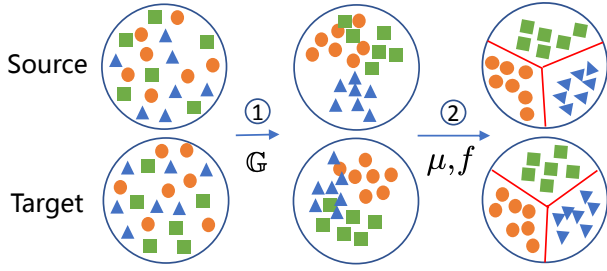 Source
① ②
𝔾 μ, f
Target